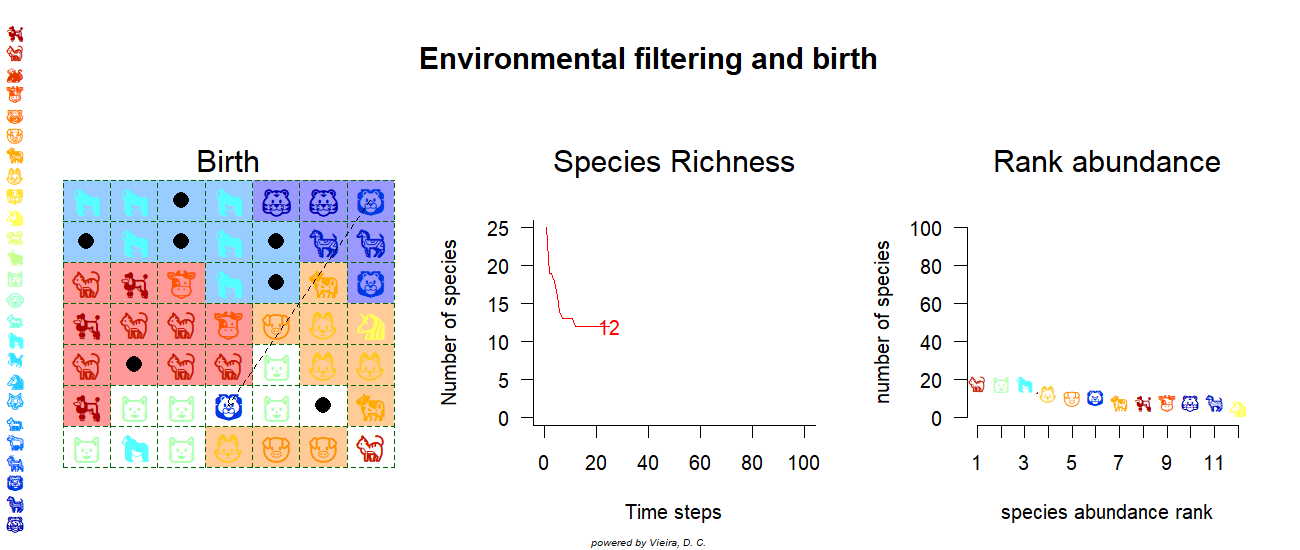 Environmental filtering and birth
Birth
Species Richness
Rank abundance
Number of species
25
20
15
10
5
0
12
0 20 40 60 80 100
Time steps
number of species
100
80
60
40
20
0
1 3 5 7 9 11
species abundance rank
powered by Vieira, D. C.